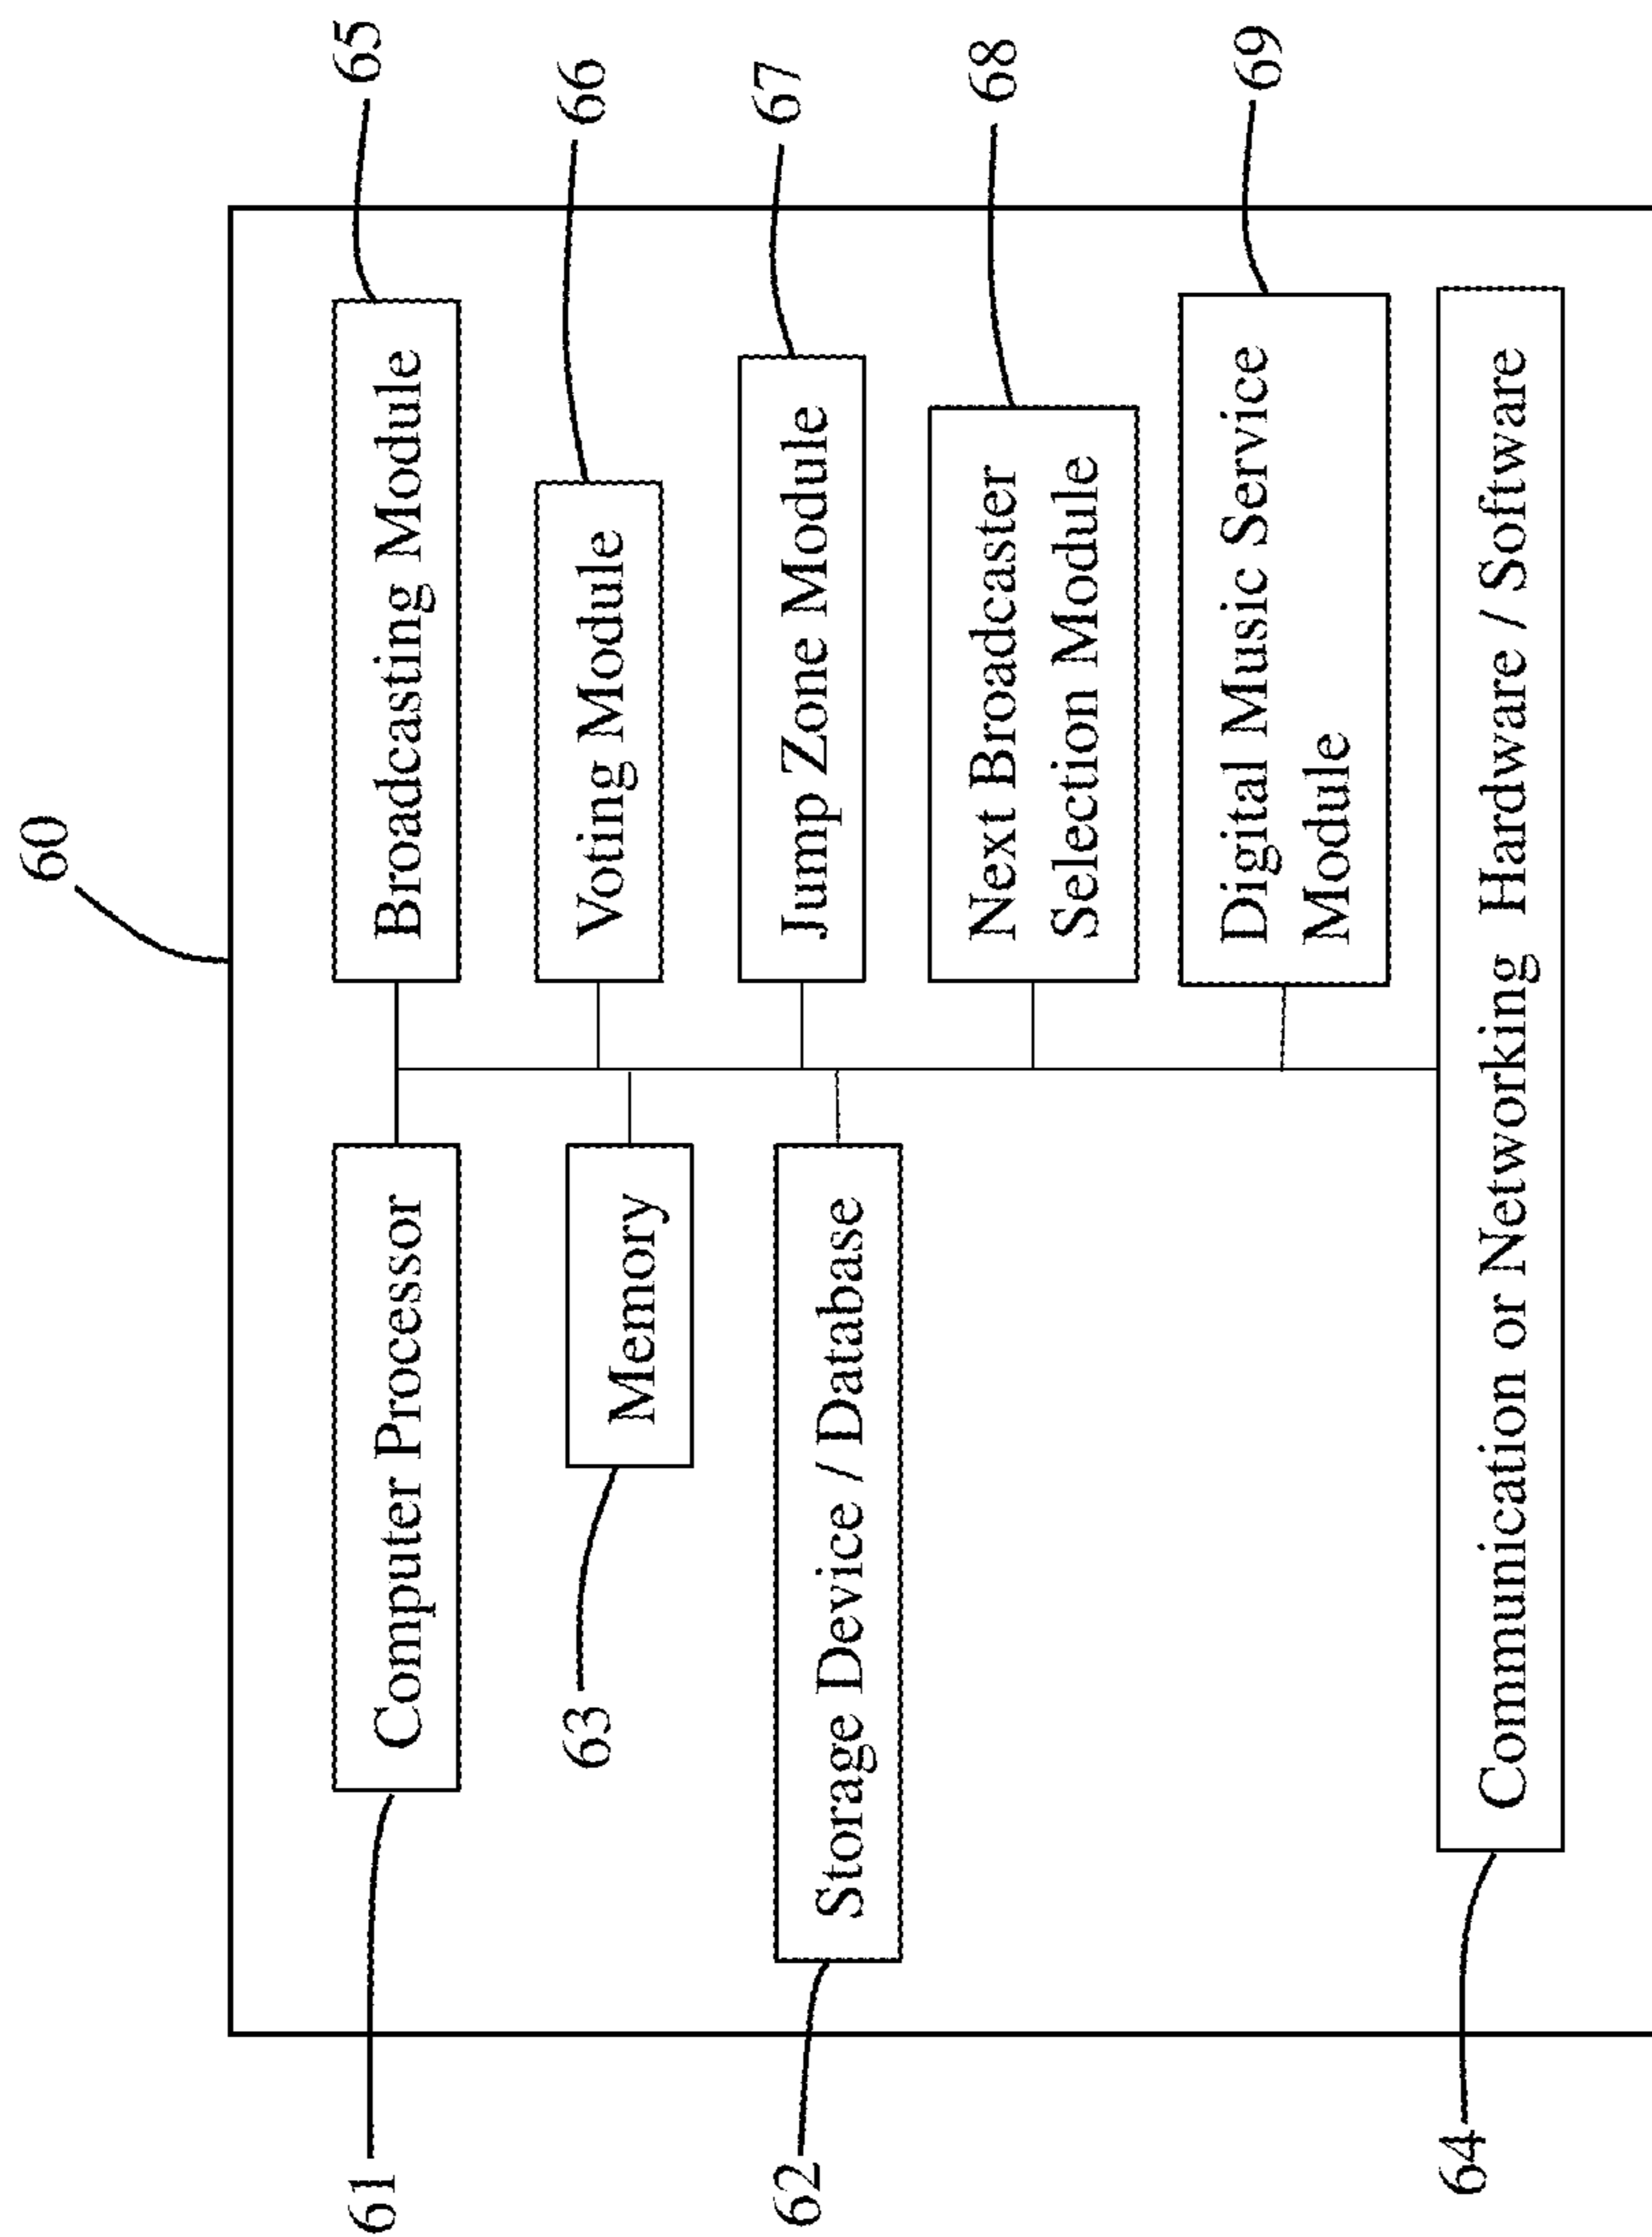 60
61
Computer Processor
Broadcasting Module
65
63
Memory
Voting Module
66
62
Storage Device / Database
Jump Zone Module
67
Next Broadcaster
Selection Module
68
Digital Music Service
Module
69
64
Communication or Networking Hardware / Software